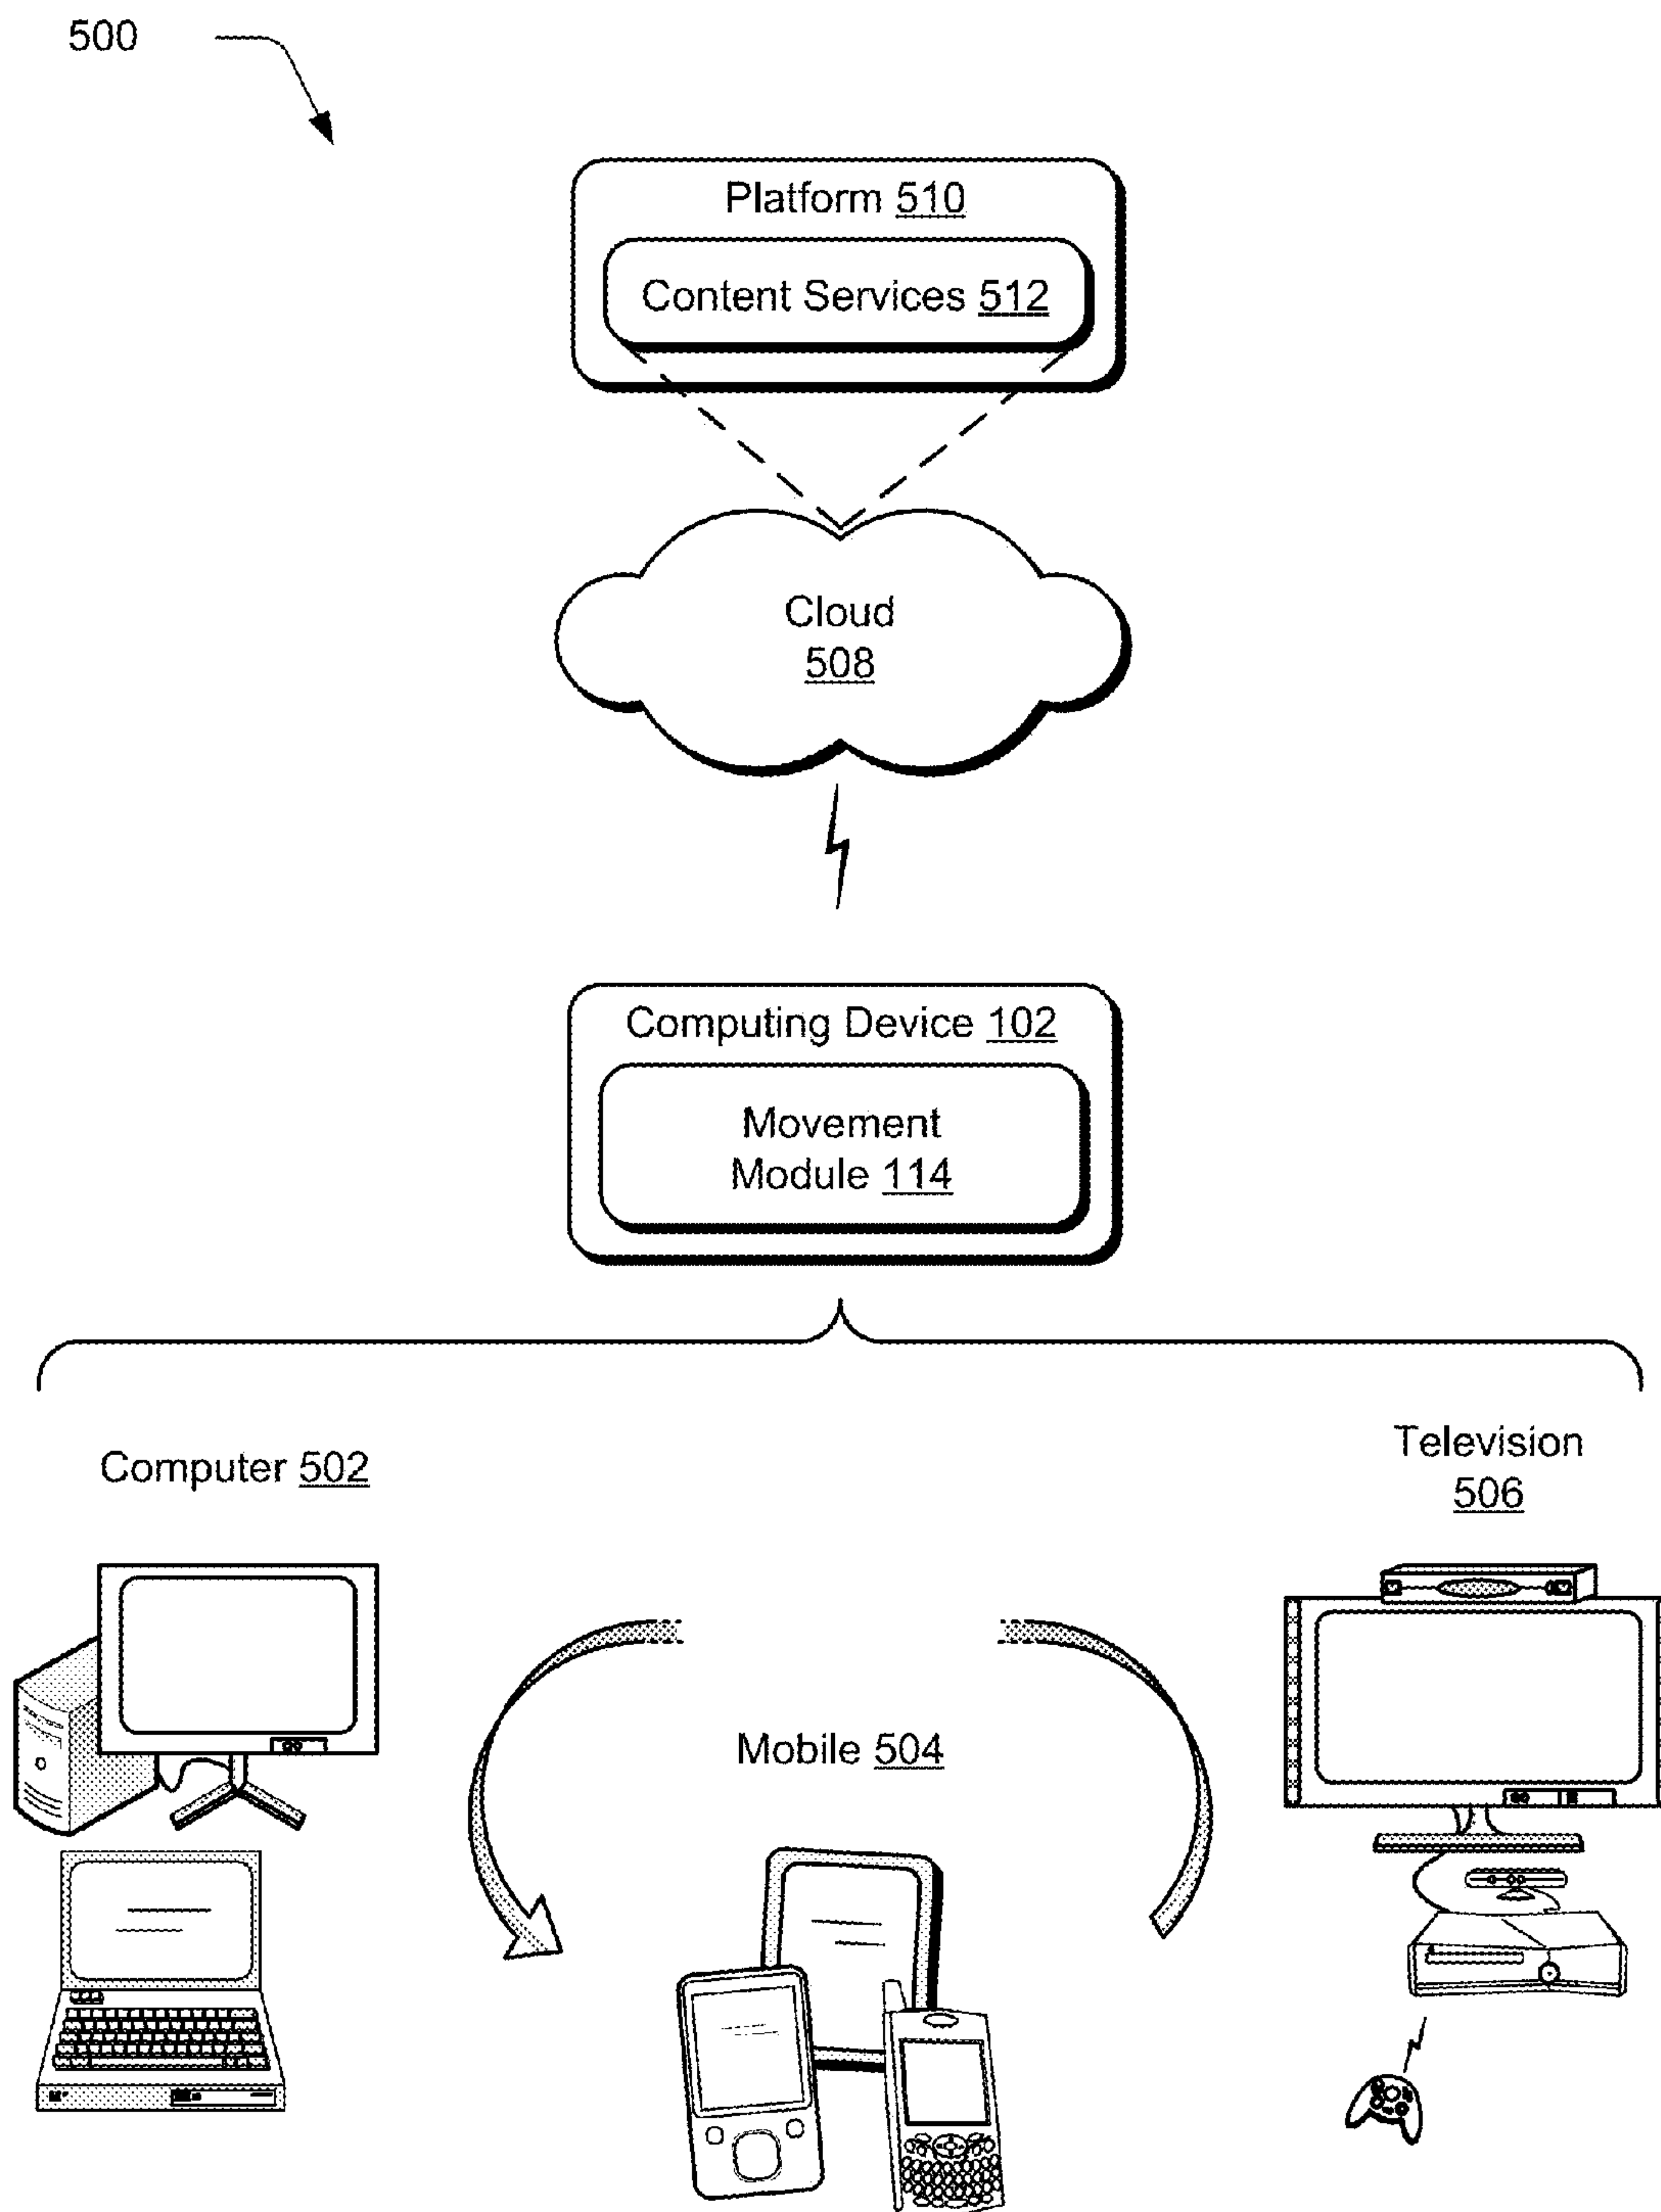 500
Platform 510
Content Services 512
Cloud
508
Computing Device 102
Movement
Module 114
Computer 502
Television
506
Mobile 504